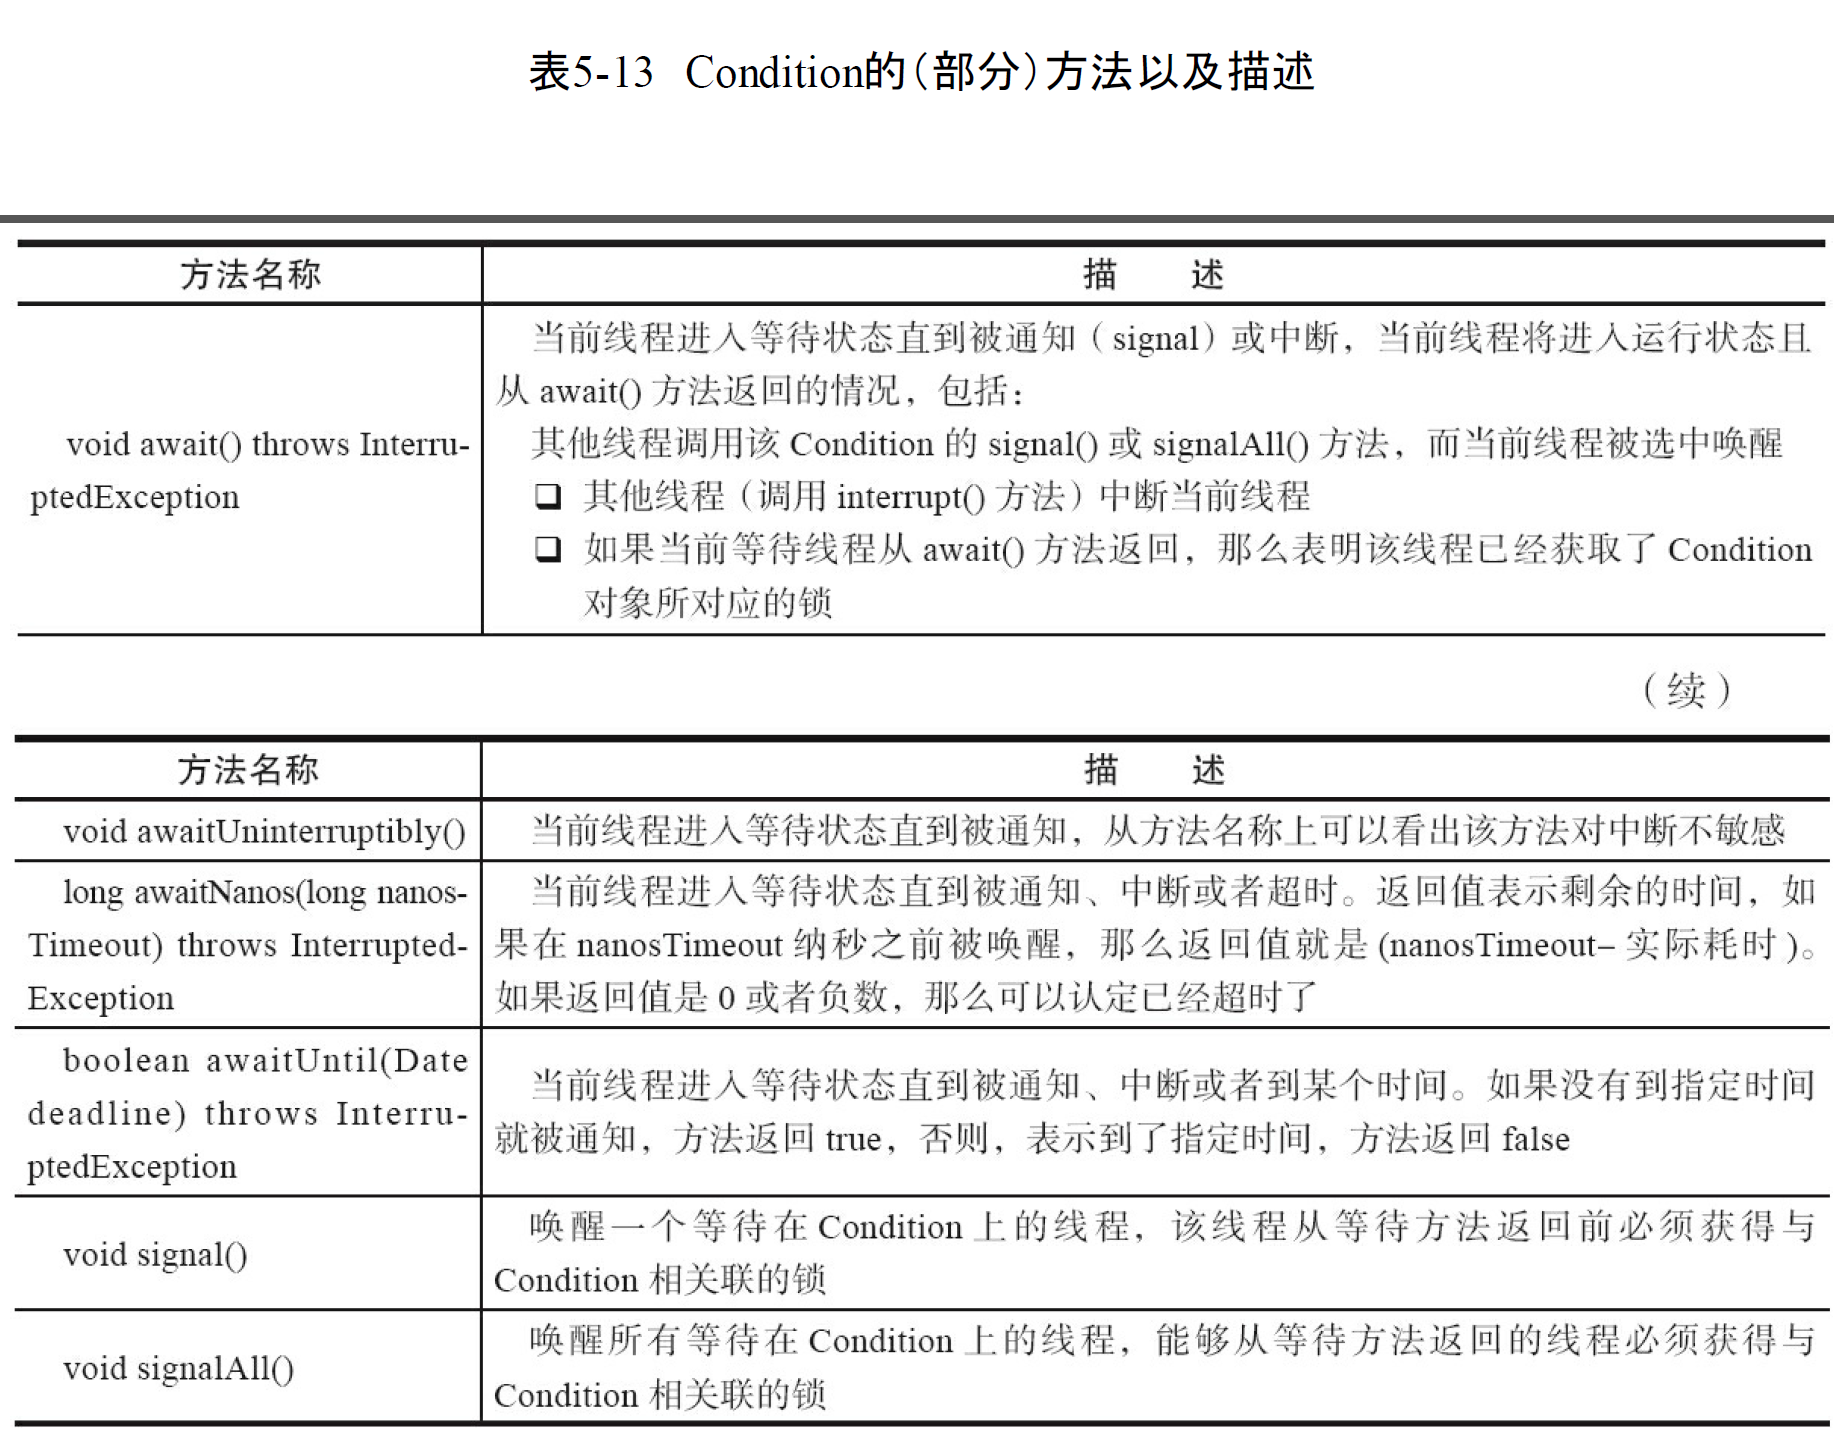 表5-13 Condition的（部分）方法以及描述
方法名称
描 述
void await() throws Interru-
ptedException
当前线程进入等待状态直到被通知（signal）或中断，当前线程将进入运行状态且
从 await() 方法返回的情况，包括：
其他线程调用该 Condition 的 signal() 或 signalAll() 方法，而当前线程被选中唤醒
❑ 其他线程（调用 interrupt() 方法）中断当前线程
❑ 如果当前等待线程从 await() 方法返回，那么表明该线程已经获取了 Condition
对象所对应的锁
（续）
方法名称
描 述
void awaitUninterruptibly()
当前线程进入等待状态直到被通知，从方法名称上可以看出该方法对中断不敏感
long awaitNanos(long nanos-
Timeout) throws Interrupted-
Exception
当前线程进入等待状态直到被通知、中断或者超时。返回值表示剩余的时间，如
果在 nanosTimeout 纳秒之前被唤醒，那么返回值就是 (nanosTimeout– 实际耗时 )。
如果返回值是 0 或者负数，那么可以认定已经超时了
boolean awaitUntil(Date
deadline) throws Interru-
ptedException
当前线程进入等待状态直到被通知、中断或者到某个时间。如果没有到指定时间
就被通知，方法返回 true，否则，表示到了指定时间，方法返回 false
void signal()
唤醒一个等待在 Condition 上的线程，该线程从等待方法返回前必须获得与
Condition 相关联的锁
void signalAll()
唤醒所有等待在 Condition 上的线程，能够从等待方法返回的线程必须获得与
Condition 相关联的锁